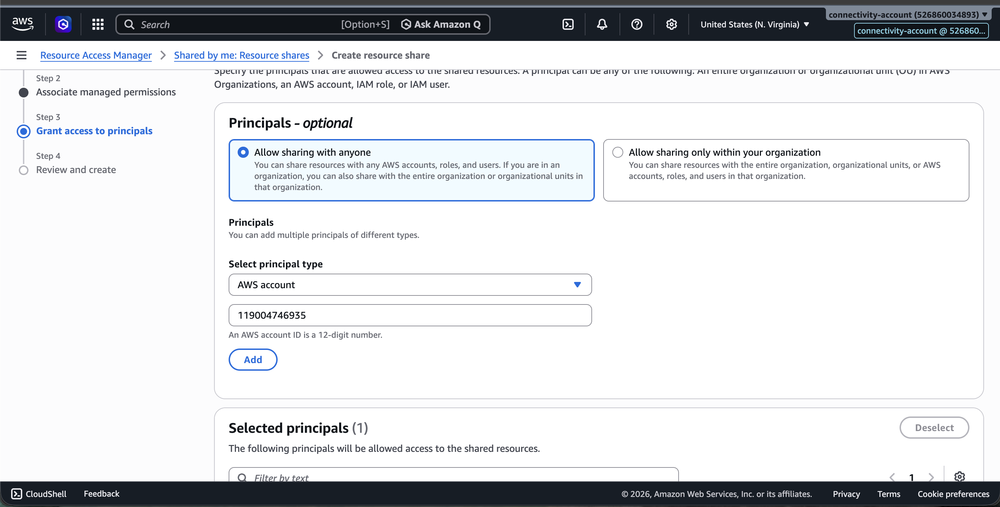 aws
Search
[Option+S]
Ask Amazon Q
United States (N. Virginia)
connectivity-account (526860034893)
connectivity-account @ 526860...
Resource Access Manager
Shared by me: Resource shares
Create resource share
Step 2
Associate managed permissions
Step 3
Grant access to principals
Step 4
Review and create
Specify the principals that are allowed access to the shared resources. A principal can be any of the following: An entire organization or organizational unit (OU) in AWS
Organizations, an AWS account, IAM role, or IAM user.
Principals - optional
Allow sharing with anyone
You can share resources with any AWS accounts, roles, and users. If you are in an
organization, you can also share with the entire organization or organizational units in
that organization.
Allow sharing only within your organization
You can share resources with the entire organization, organizational units, or AWS
accounts, roles, and users in that organization.
Principals
You can add multiple principals of different types.
Select principal type
AWS account
119004746935
An AWS account ID is a 12-digit number.
Add
Selected principals (1)
Deselect
The following principals will be allowed access to the shared resources.
Filter by text
1
CloudShell
Feedback
© 2026, Amazon Web Services, Inc. or its affiliates.
Privacy
Terms
Cookie preferences